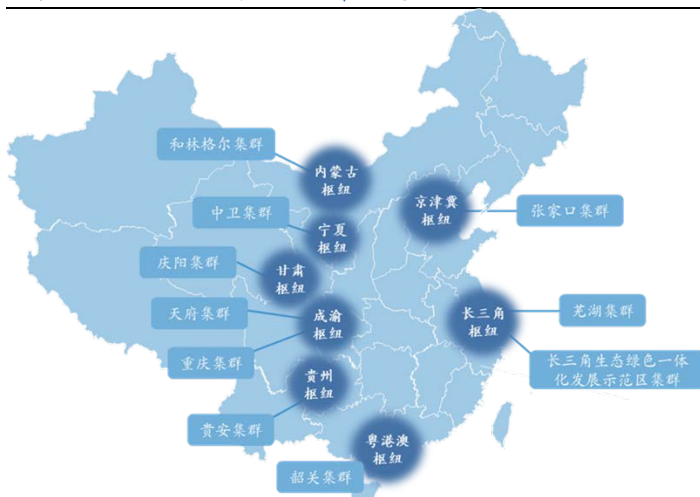 和林格尔集群
内蒙古
枢纽
京津冀
枢纽
张家口集群
中卫集群
宁夏
枢纽
庆阳集群
甘肃
枢纽
天府集群
成渝
枢纽
重庆集群
长三角
枢纽
芜湖集群
长三角生态绿色一体
化发展示范区集群
贵州
枢纽
贵安集群
粤港澳
枢纽
韶关集群